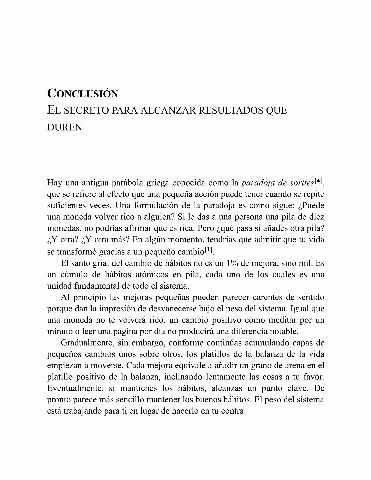 CONCLUSIÓN
EL SECRETO PARA ALCANZAR RESULTADOS QUE
DUREN
Hay una antigua parábola griega conocida como la paradoja de sorites[*],
que se refiere al efecto que una pequeña acción puede tener cuando se repite
suficientes veces. Una formulación de la paradoja es como sigue: ¿Puede
una moneda volver rico a alguien? Si le das a una persona una pila de diez
monedas, no podrías afirmar que es rica. Pero ¿qué pasa si añades otra pila?
¿Y otra? ¿Y otra más? En algún momento, tendrías que admitir que tu vida
se transformó gracias a un pequeño cambio[1].
El santo grial del cambio de hábitos no es un 1% de mejora, sino mil. Es
un cúmulo de hábitos atómicos en pila, cada uno de los cuales es una
unidad fundamental de todo el sistema.
Al principio las mejoras pequeñas pueden parecer carentes de sentido
porque dan la impresión de desvanecerse bajo el peso del sistema. Igual que
una moneda no te volverá rico, un cambio positivo como meditar por un
minuto o leer una página por día no producirá una diferencia notable.
Gradualmente, sin embargo, conforme continúas acumulando capas de
pequeños cambios unos sobre otros, los platillos de la balanza de la vida
empiezan a moverse. Cada mejora equivale a añadir un grano de arena en el
platillo positivo de la balanza, inclinando lentamente las cosas a tu favor.
Eventualmente, si mantienes los hábitos, alcanzas un punto clave. De
pronto parece más sencillo mantener los buenos hábitos. El peso del sistema
está trabajando para ti en lugar de hacerlo en tu contra.